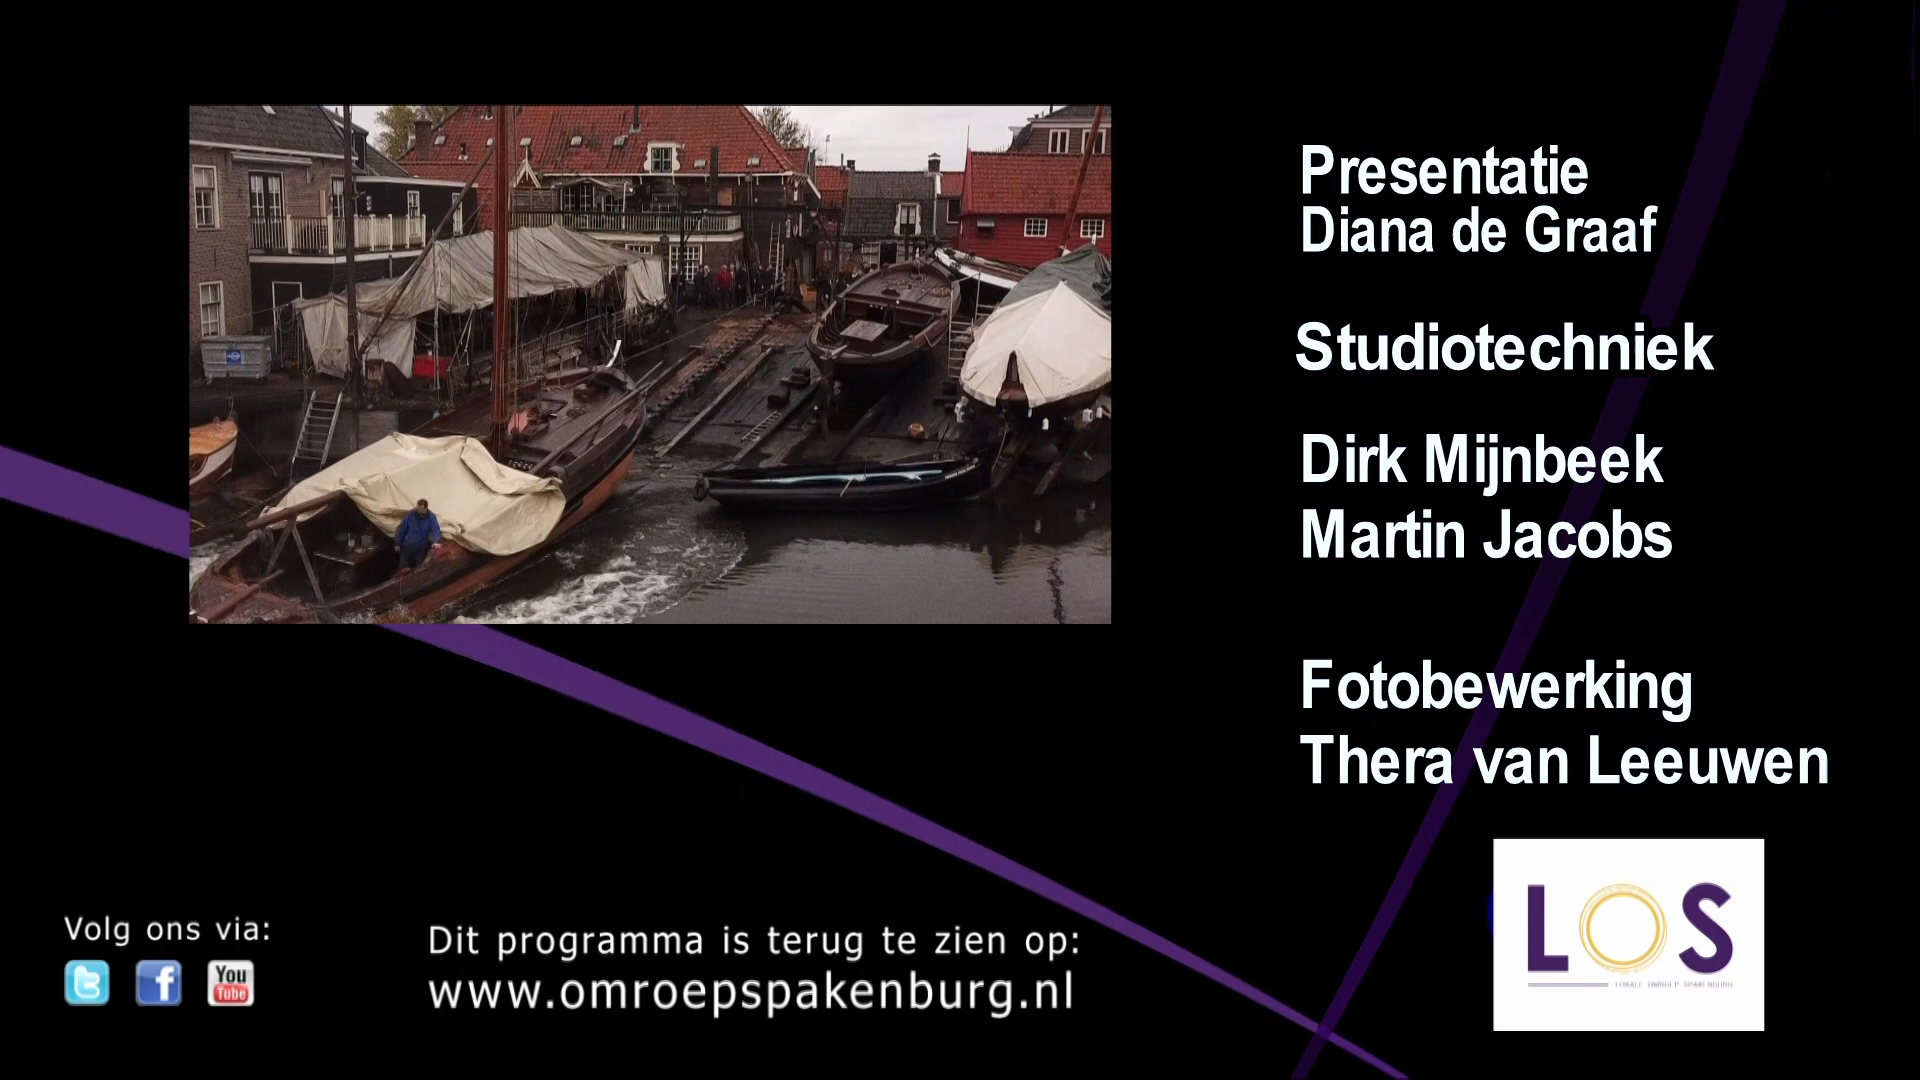 Presentatie
Diana de Graaf
Studiotechniek
Dirk Mijnbeek
Martin Jacobs
Fotobewerking
Thera van Leeuwen
Volg ons via:
You
Tube
Dit programma is terug te zien op:
www.omroepspakenburg.nl
LOS